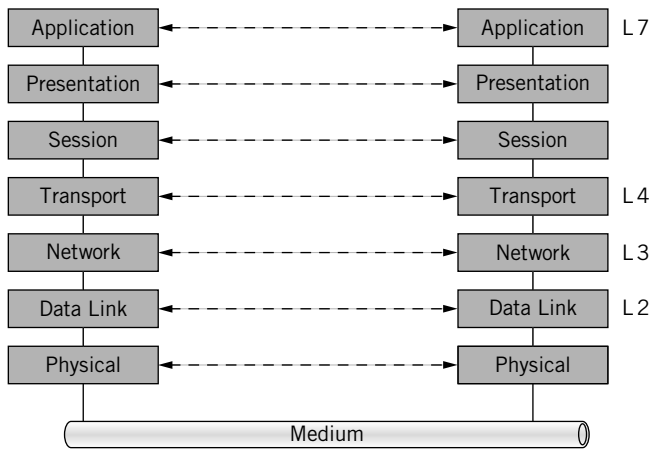 Application Application L7
Presentation Presentation
Session Session
Transport Transport L4
Network Network L3
Data Link Data Link L2
Physical Physical
Medium